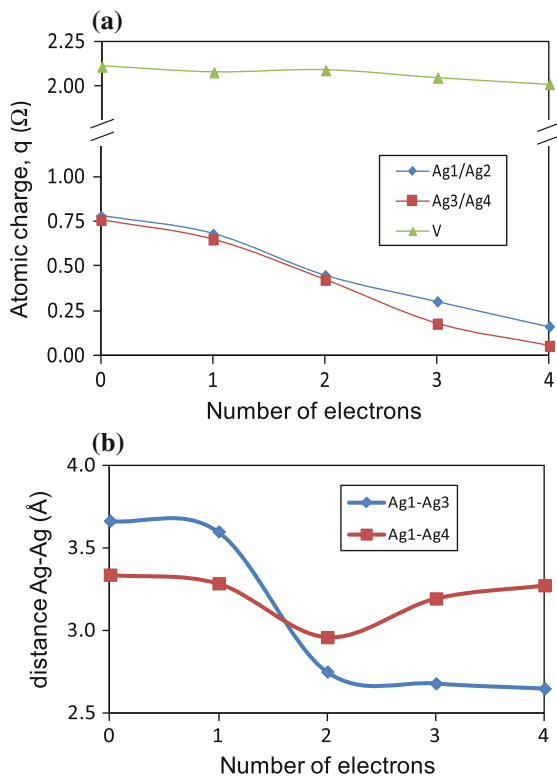 (a)
2.25
2.00
1.00
0.75
0.50
0.25
0.00
Atomic charge, q (Ω)
Ag1/Ag2
Ag3/Ag4
V
0 1 2 3 4
Number of electrons
(b)
4.0
3.5
3.0
2.5
distance Ag-Ag (Å)
Ag1-Ag3
Ag1-Ag4
0 1 2 3 4
Number of electrons